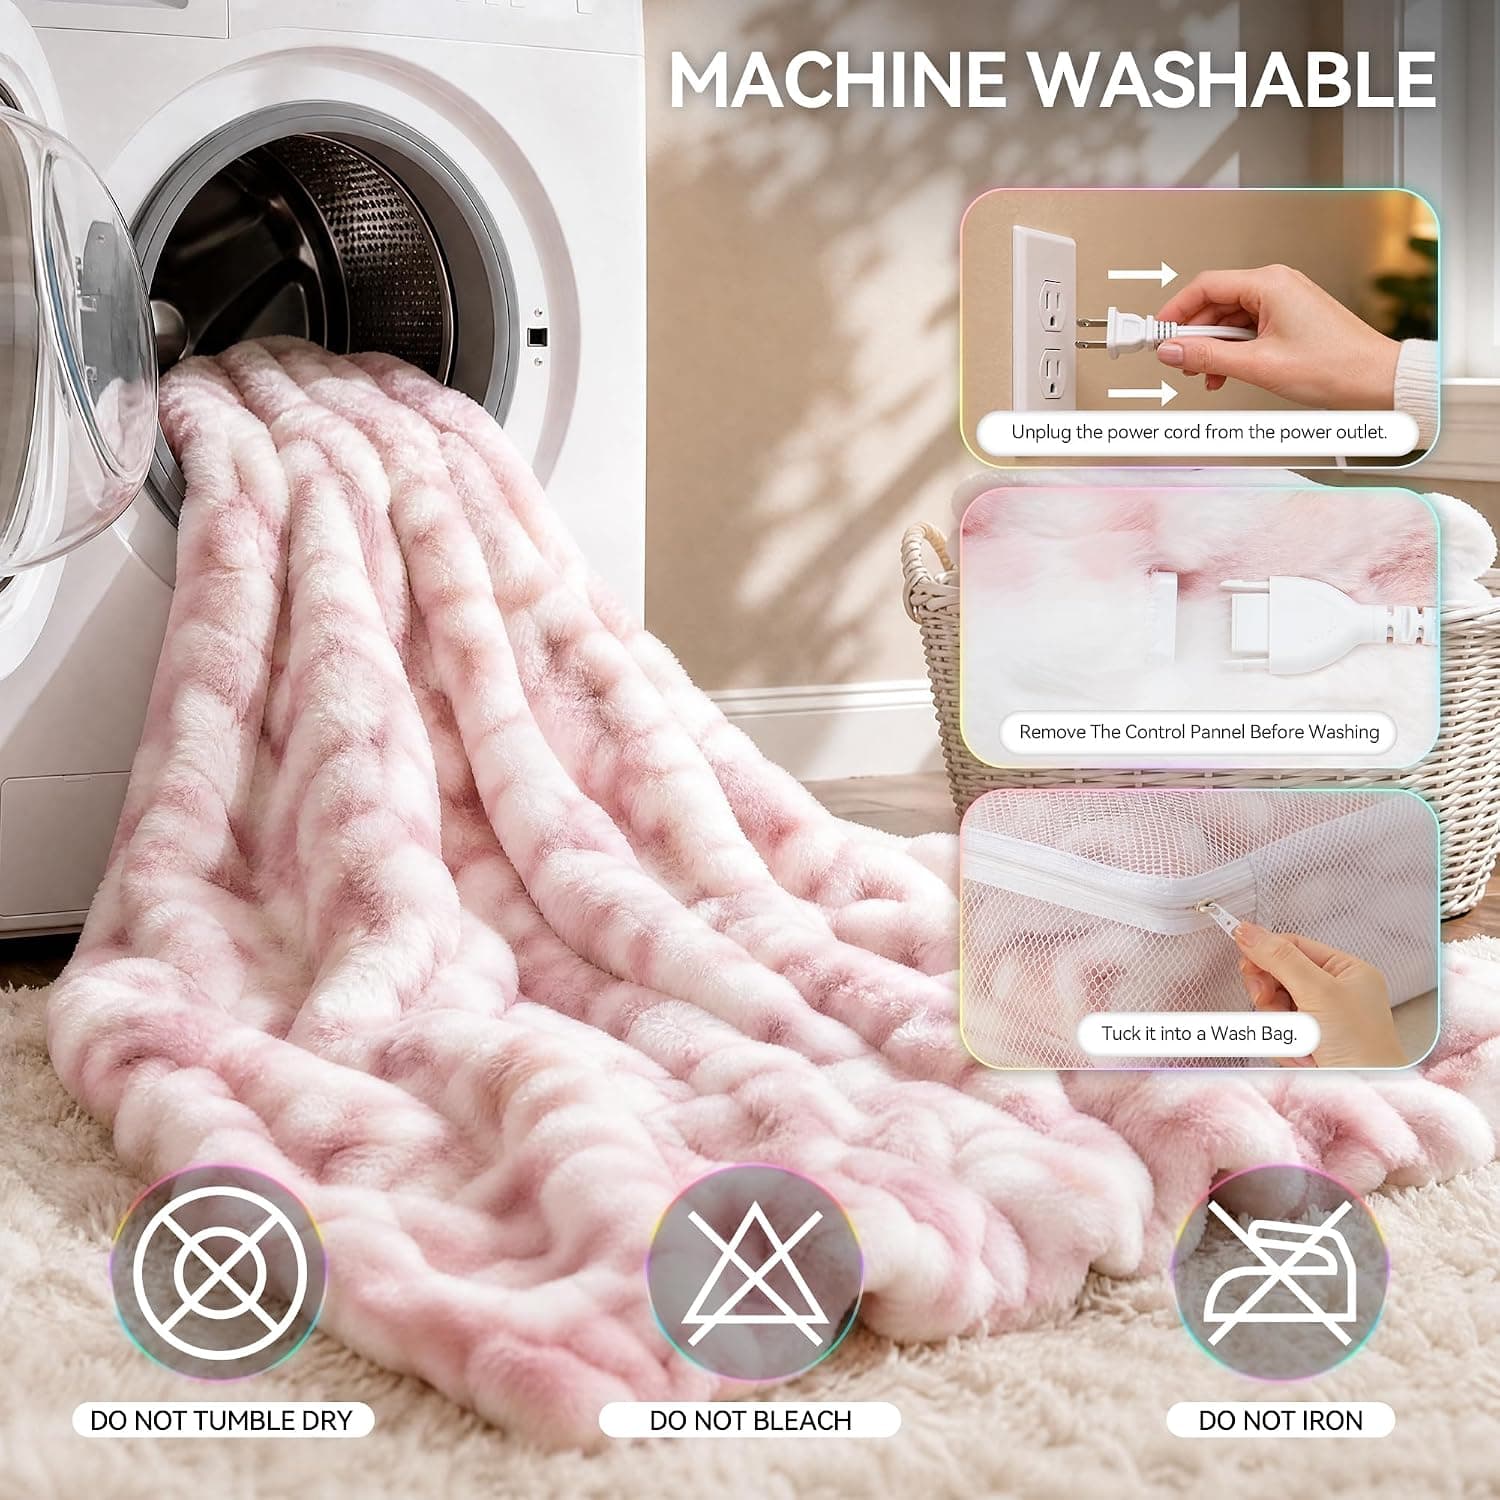 MACHINE WASHABLE
Unplug the power cord from the power outlet.
Remove The Control Pannel Before Washing
Tuck it into a Wash Bag.
DO NOT TUMBLE DRY
DO NOT BLEACH
DO NOT IRON